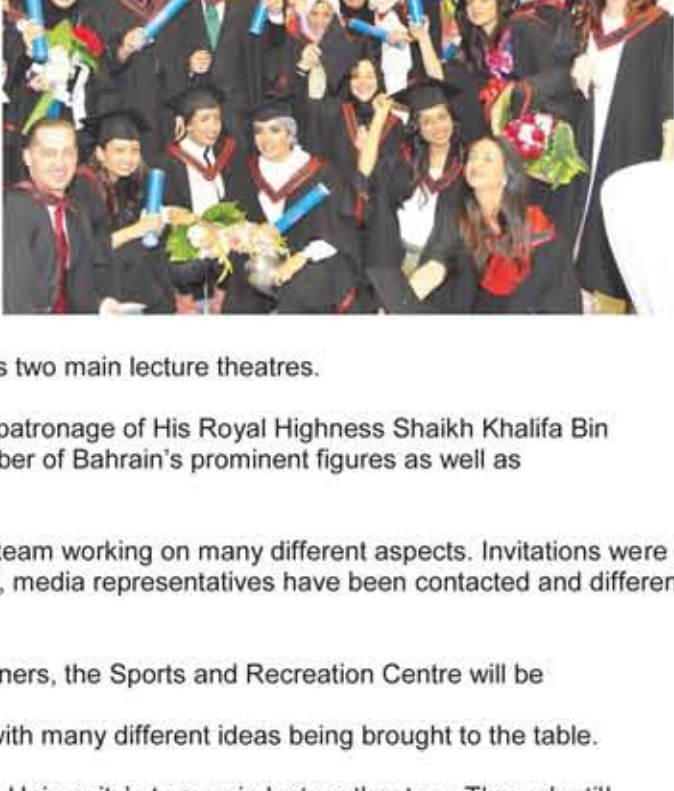 s two main lecture theatres.
patronage of His Royal Highness Shaikh Khalifa Bin
ber of Bahrain's prominent figures as well as
team working on many different aspects. Invitations were
, media representatives have been contacted and differen
ners, the Sports and Recreation Centre will be
with many different ideas being brought to the table.